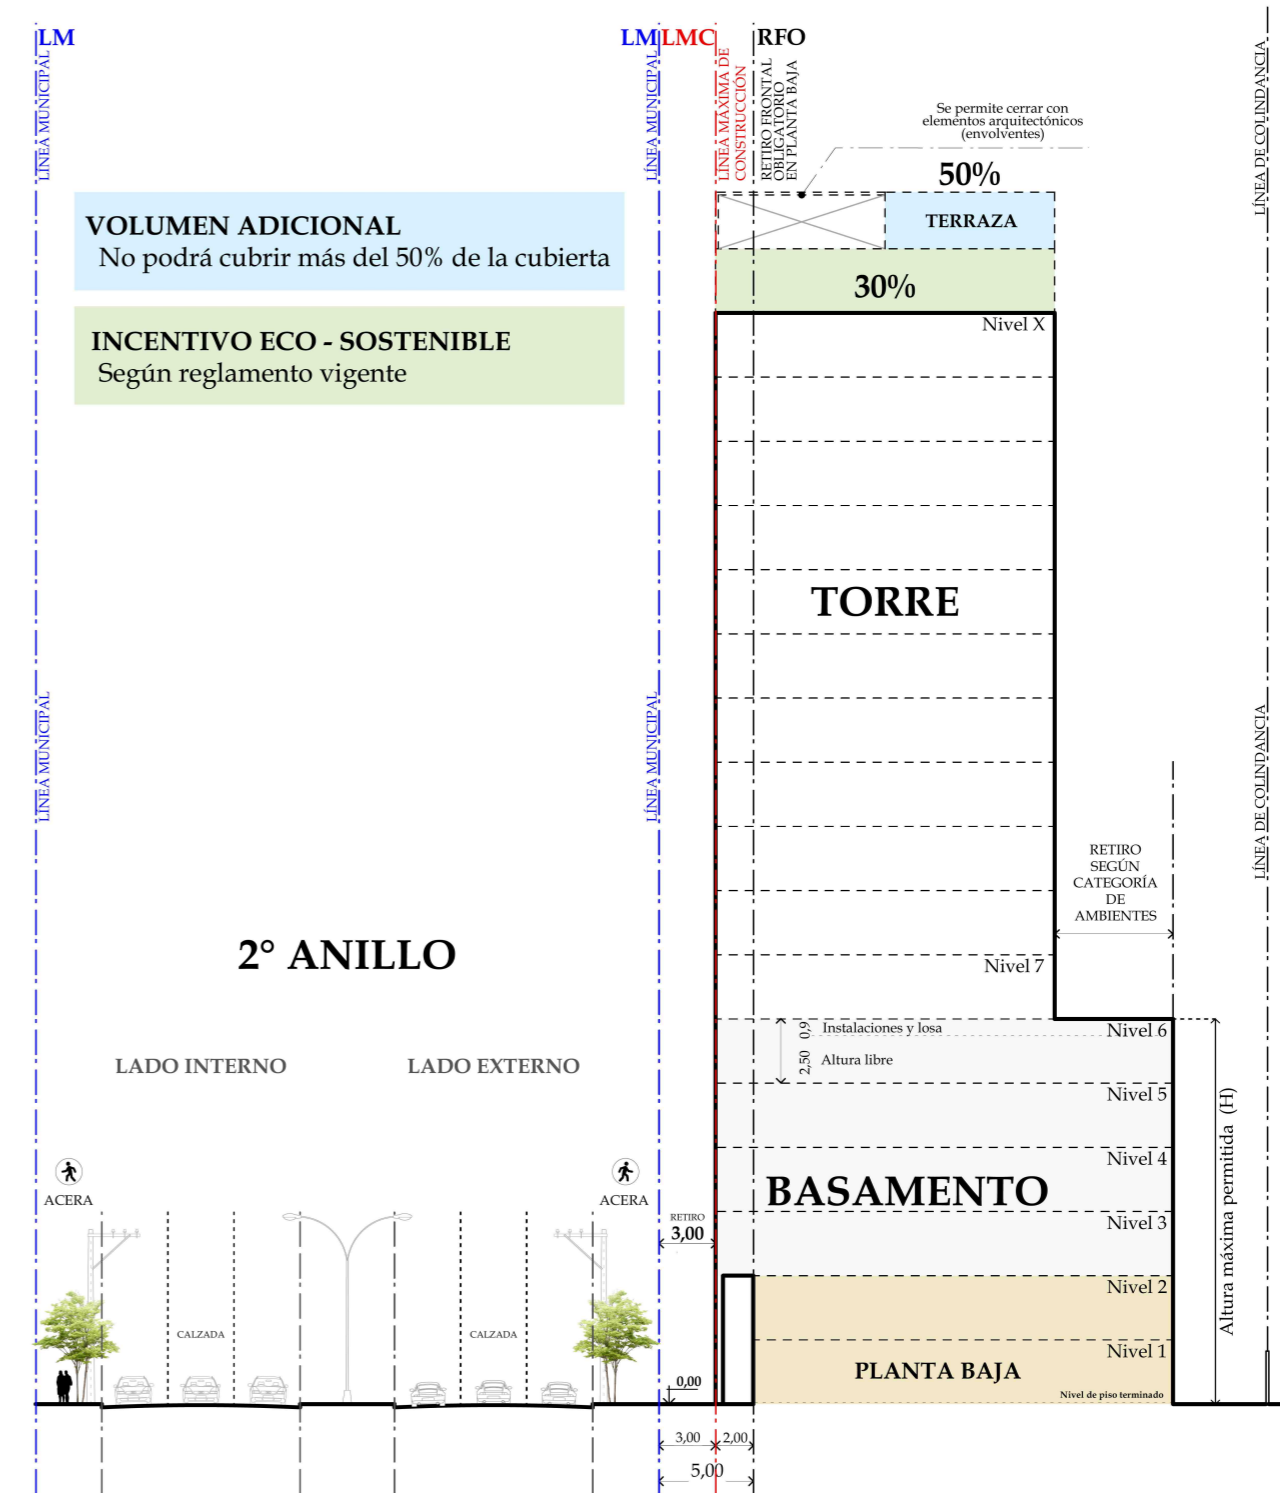 LM
LM
LMC
RFO
LÍNEA MUNICIPAL
LÍNEA MUNICIPAL
LÍNEA MÁXIMA DE
CONSTRUCCIÓN
RETIRO FRONTAL
OBLIGATORIO
EN PLANTA BAJA
LÍNEA DE COLINDANCIA
Se permite cerrar con
elementos arquitectónicos
(envolventes)
50%
TERRAZA
VOLUMEN ADICIONAL
No podrá cubrir más del 50% de la cubierta
30%
INCENTIVO ECO - SOSTENIBLE
Según reglamento vigente
Nivel X
TORRE
LÍNEA MUNICIPAL
LÍNEA MUNICIPAL
LÍNEA DE COLINDANCIA
RETIRO
SEGÚN
CATEGORÍA
DE
AMBIENTES
2° ANILLO
Nivel 7
0,9
Instalaciones y losa
Nivel 6
2,50
Altura libre
LADO INTERNO
LADO EXTERNO
Nivel 5
Nivel 4
BASAMENTO
ACERA
ACERA
RETIRO
3,00
Nivel 3
Altura máxima permitida (H)
Nivel 2
CALZADA
CALZADA
Nivel 1
PLANTA BAJA
0,00
Nivel de piso terminado
3,00
2,00
5,00